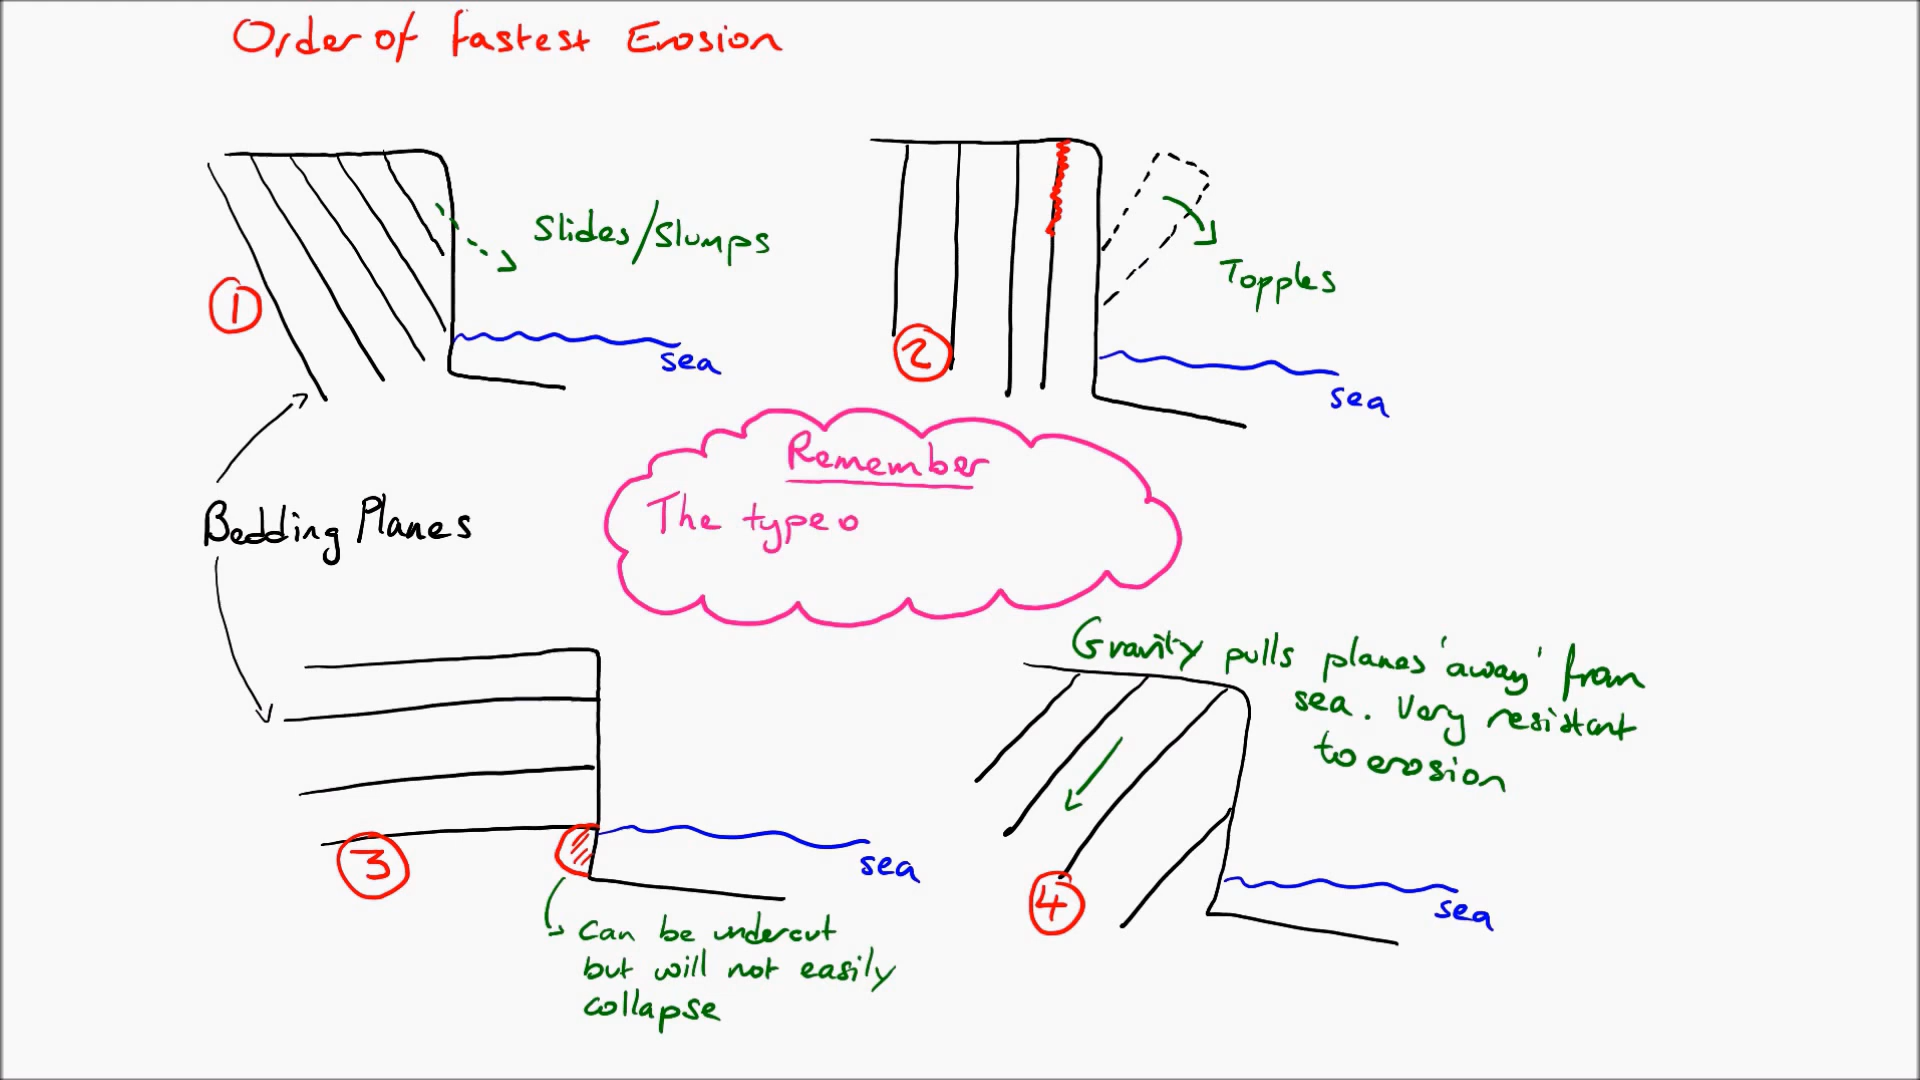 Order of fastest Erosion
Slides/Slumps
1
sea
Topples
2
sea
Remember
The type o
Bedding Planes
3
sea
Can be undercut
but will not easily
collapse
Gravity pulls planes 'away' from
sea. Very resistant
to erosion
4
sea